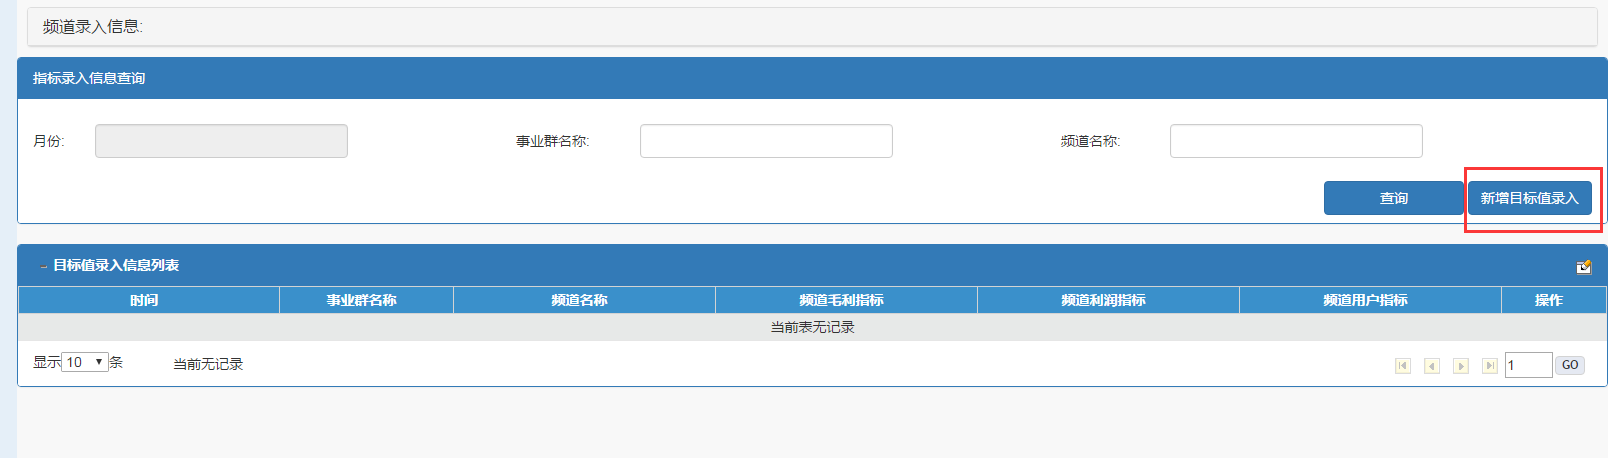 频道录入信息:
指标录入信息查询
月份: 事业群名称: 频道名称:
查询 新增目标值录入
目标值录入信息列表
时间 事业群名称 频道名称 频道毛利指标 频道利润指标 频道用户指标 操作
当前表无记录
显示 10 条 当前无记录 1 GO